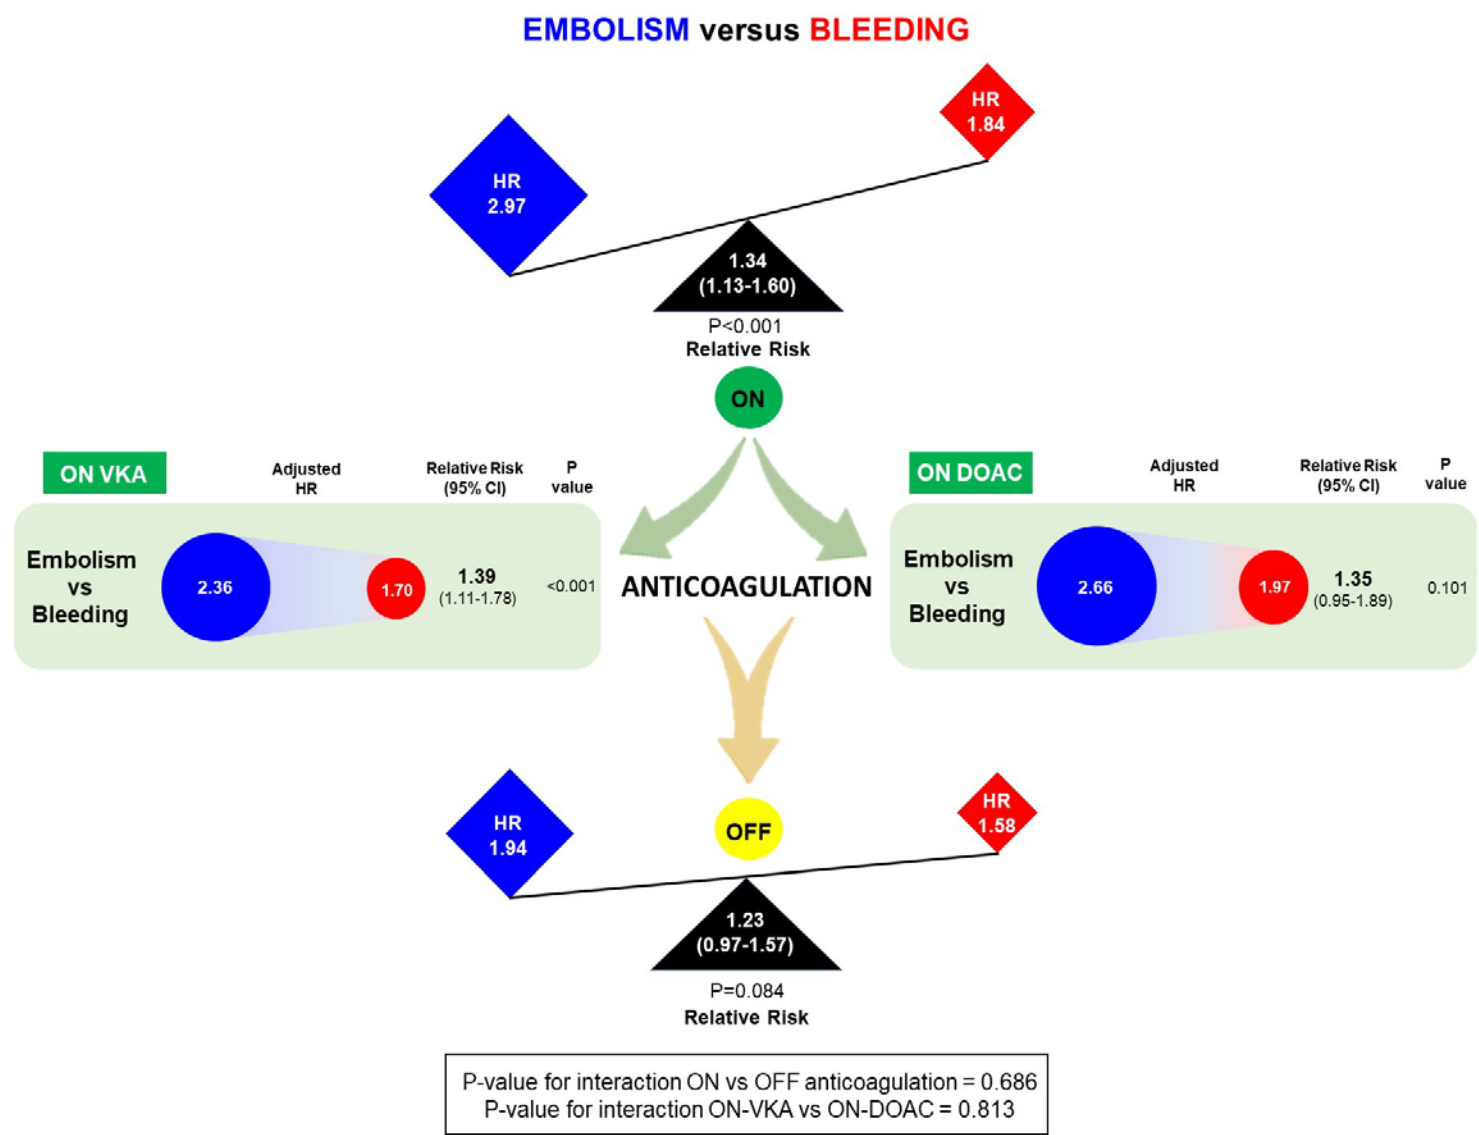 EMBOLISM versus BLEEDING
HR
2.97
HR
1.84
1.34
(1.13-1.60)
P<0.001
Relative Risk
ON
ON VKA
Adjusted
HR
Relative Risk
(95% CI)
P
value
Embolism
vs
Bleeding
2.36
1.70
1.39
(1.11-1.78)
<0.001
ON DOAC
Adjusted
HR
Relative Risk
(95% CI)
P
value
Embolism
vs
Bleeding
2.66
1.97
1.35
(0.95-1.89)
0.101
ANTICOAGULATION
HR
1.94
OFF
HR
1.58
1.23
(0.97-1.57)
P=0.084
Relative Risk
P-value for interaction ON vs OFF anticoagulation = 0.686
P-value for interaction ON-VKA vs ON-DOAC = 0.813